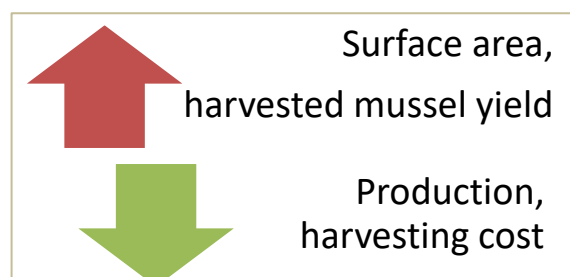 Surface area,
harvested mussel yield
Production,
harvesting cost